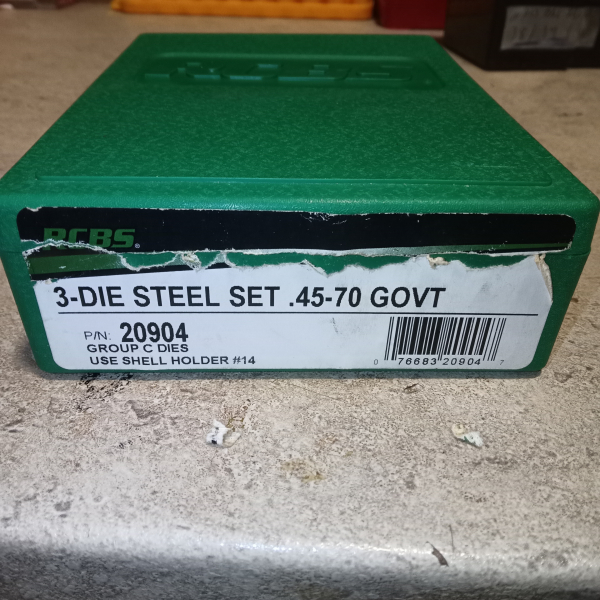 RCBS®
3-DIE STEEL SET .45-70 GOVT
P/N: 20904
GROUP C DIES
USE SHELL HOLDER #14
0 76683 20904 7